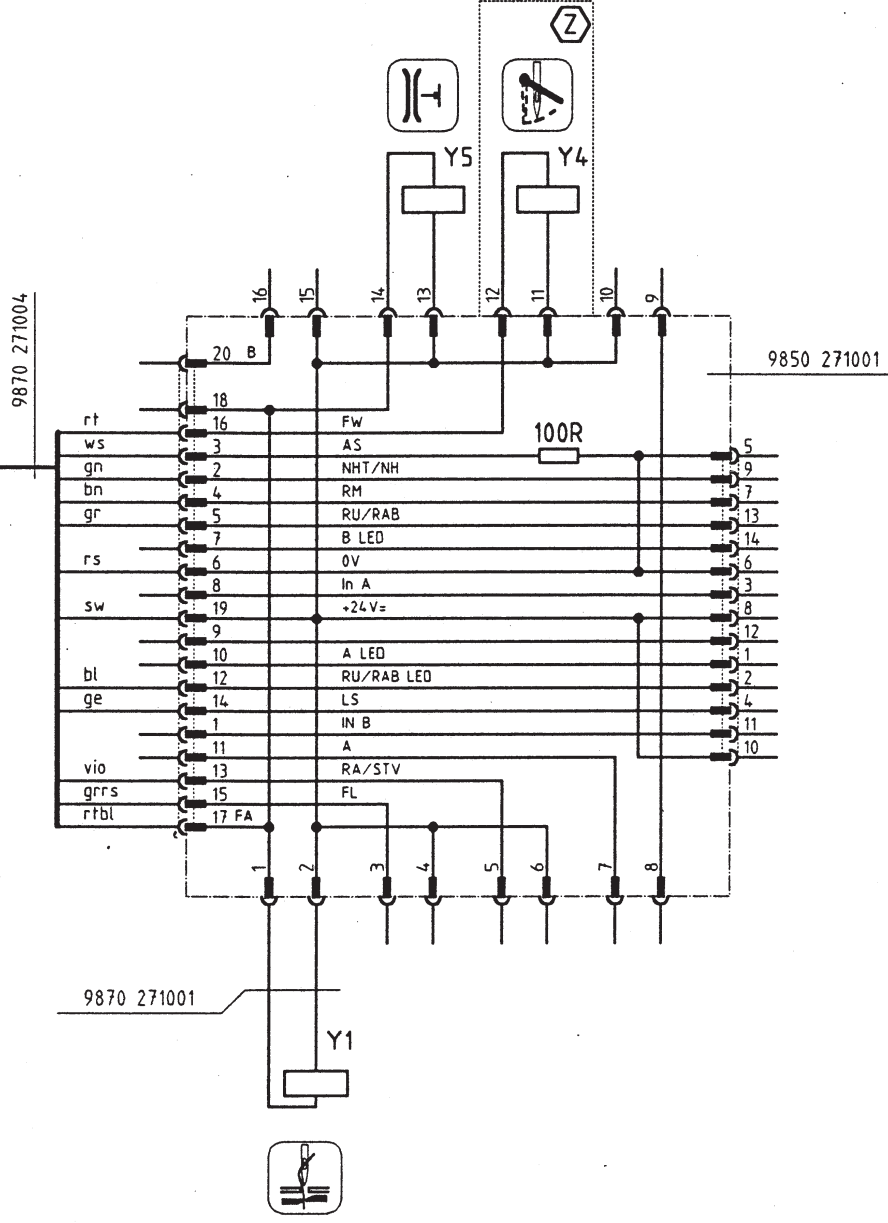 Z
Y5 Y4
16 15 14 13 12 11 10 9
9870 271004
9850 271001
20 B
18
rt 16 FW
100R
ws 3 AS 5
gn 2 NHT/NH 9
bn 4 RM 7
gr 5 RU/RAB 13
7 B LED 14
rs 6 0V 6
8 In A 3
sw 19 +24V= 8
9 12
10 A LED 1
bl 12 RU/RAB LED 2
ge 14 LS 4
1 IN B 11
11 A 10
vio 13 RA/STV
grrs 15 FL
rtbl 17 FA
1 2 3 4 5 6 7 8
9870 271001
Y1